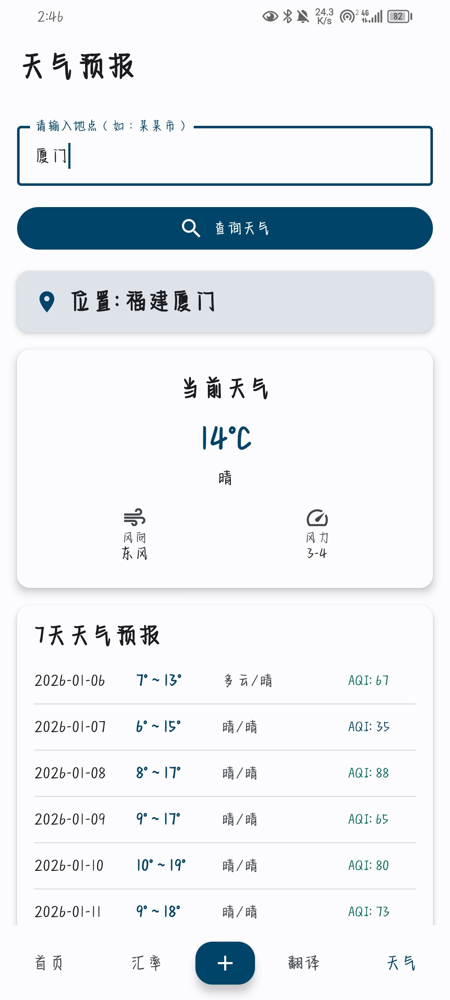 2:46
24.3 K/s 2 4G 82
天气预报
请输入地点（如：某某市）
厦门
查询天气
位置:福建厦门
当前天气
14°C
晴
风向 风力
东风 3-4
7天天气预报
2026-01-06 7° ~ 13° 多云/晴 AQI: 67
2026-01-07 6° ~ 15° 晴/晴 AQI: 35
2026-01-08 8° ~ 17° 晴/晴 AQI: 88
2026-01-09 9° ~ 17° 晴/晴 AQI: 65
2026-01-10 10° ~ 19° 晴/晴 AQI: 80
2026-01-11 9° ~ 18° 晴/晴 AQI: 73
首页 汇率 + 翻译 天气